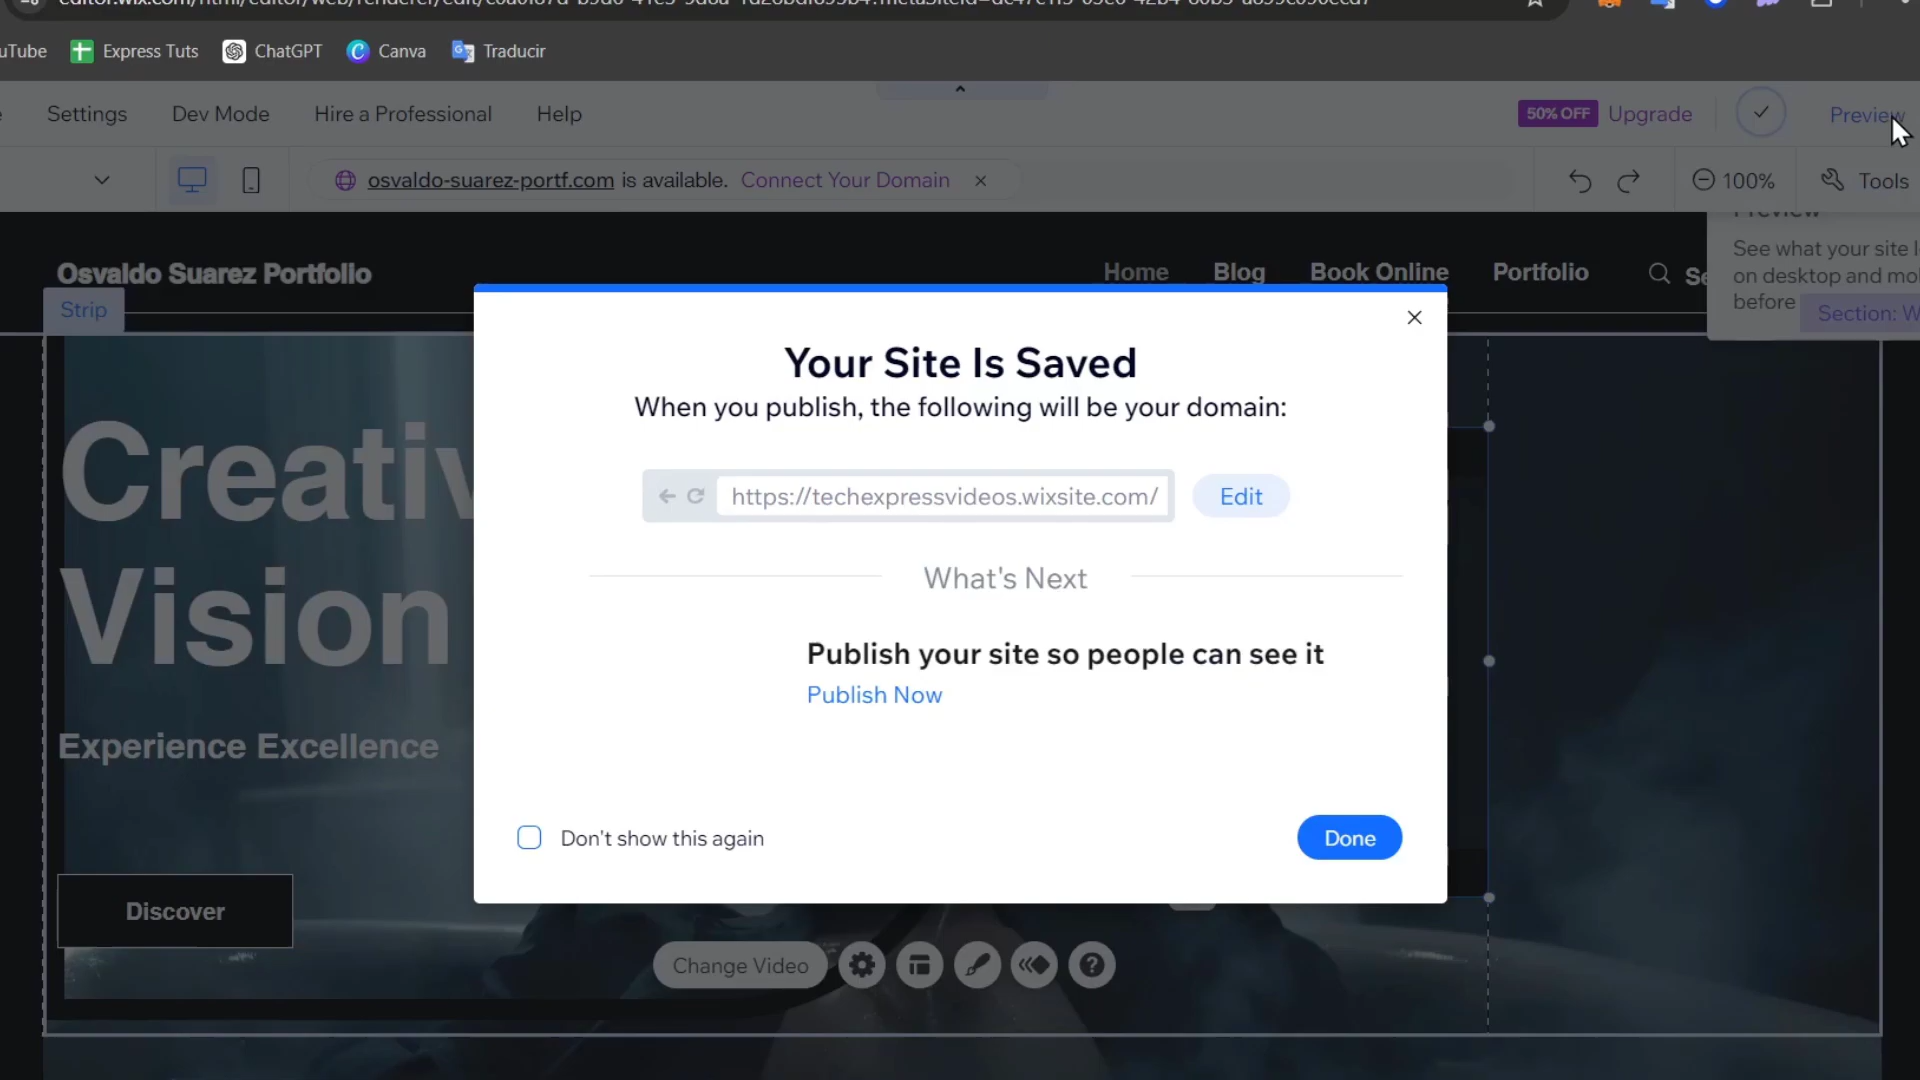 Express Tuts
ChatGPT
Canva
Traducir
Settings
Dev Mode
Hire a Professional
Help
50% OFF
Upgrade
Preview
osvaldo-suarez-portf.com is available. Connect Your Domain
100%
Tools
Osvaldo Suarez Portfolio
Home
Blog
Book Online
Portfolio
See what your site
on desktop and
before
Strip
Section:
Your Site Is Saved
When you publish, the following will be your domain:
https://techexpressvideos.wixsite.com/
Edit
What's Next
Publish your site so people can see it
Publish Now
Don't show this again
Done
Vision
Experience Excellence
Discover
Change Video